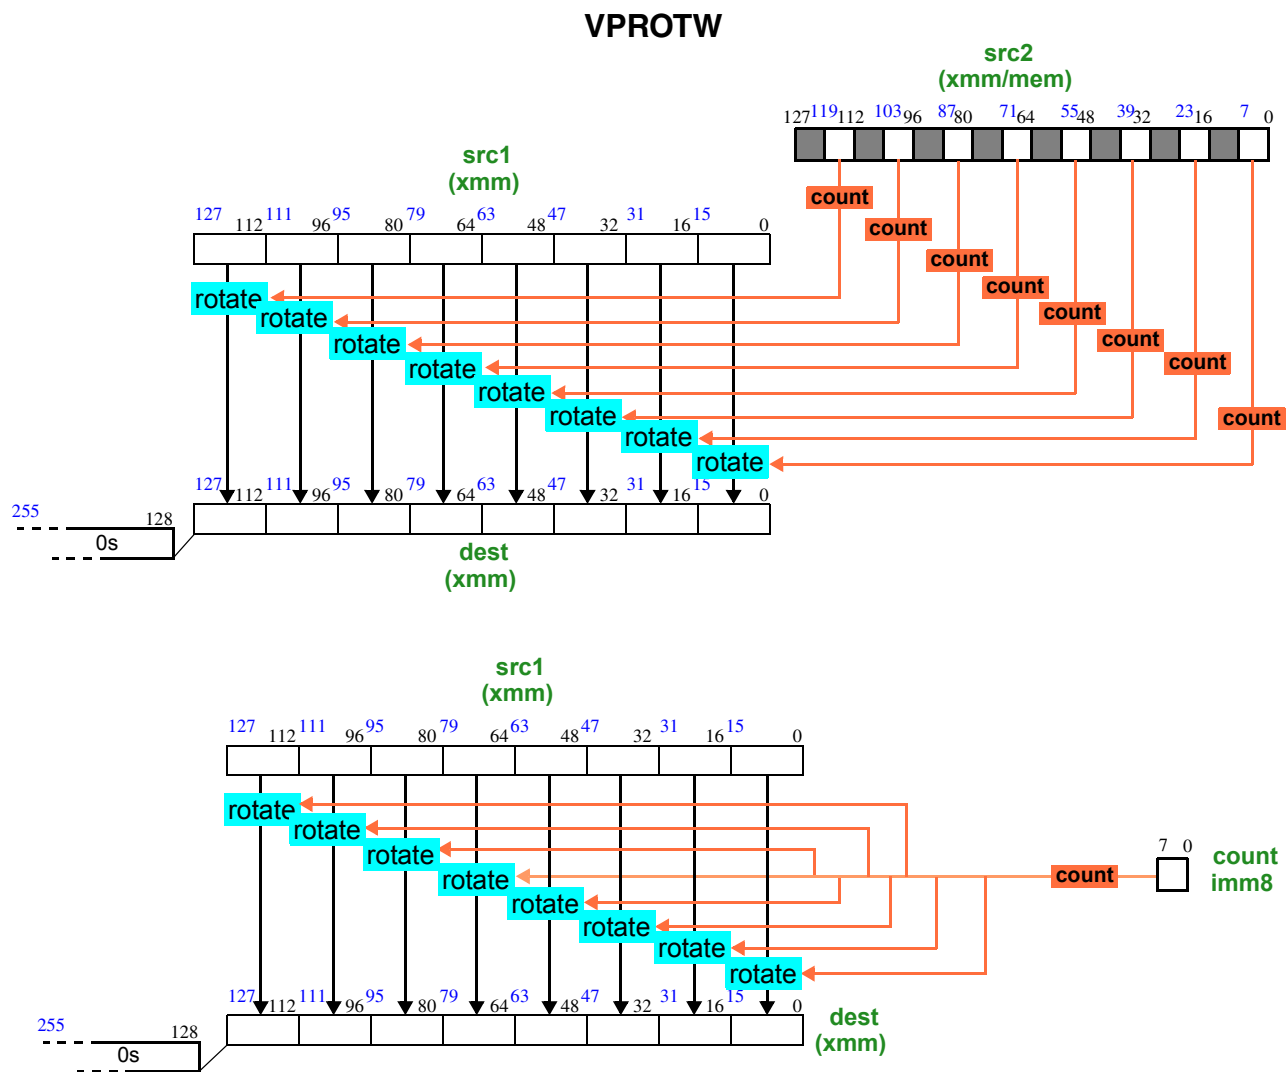 VPROTW
src2
(xmm/mem)
127 119 112 103 96 87 80 71 64 55 48 39 32 23 16 7 0
src1
(xmm)
count
127 112 111 96 95 80 79 64 63 48 47 32 31 16 15 0
count
count
rotate
count
rotate
count
rotate
count
rotate
count
rotate
rotate
count
rotate
rotate
127 112 111 96 95 80 79 64 63 48 47 32 31 16 15 0
255 128
0s
dest
(xmm)
src1
(xmm)
127 112 111 96 95 80 79 64 63 48 47 32 31 16 15 0
rotate
rotate
rotate
7 0
count
count
imm8
rotate
rotate
rotate
rotate
rotate
127 112 111 96 95 80 79 64 63 48 47 32 31 16 15 0
dest
(xmm)
255 128
0s